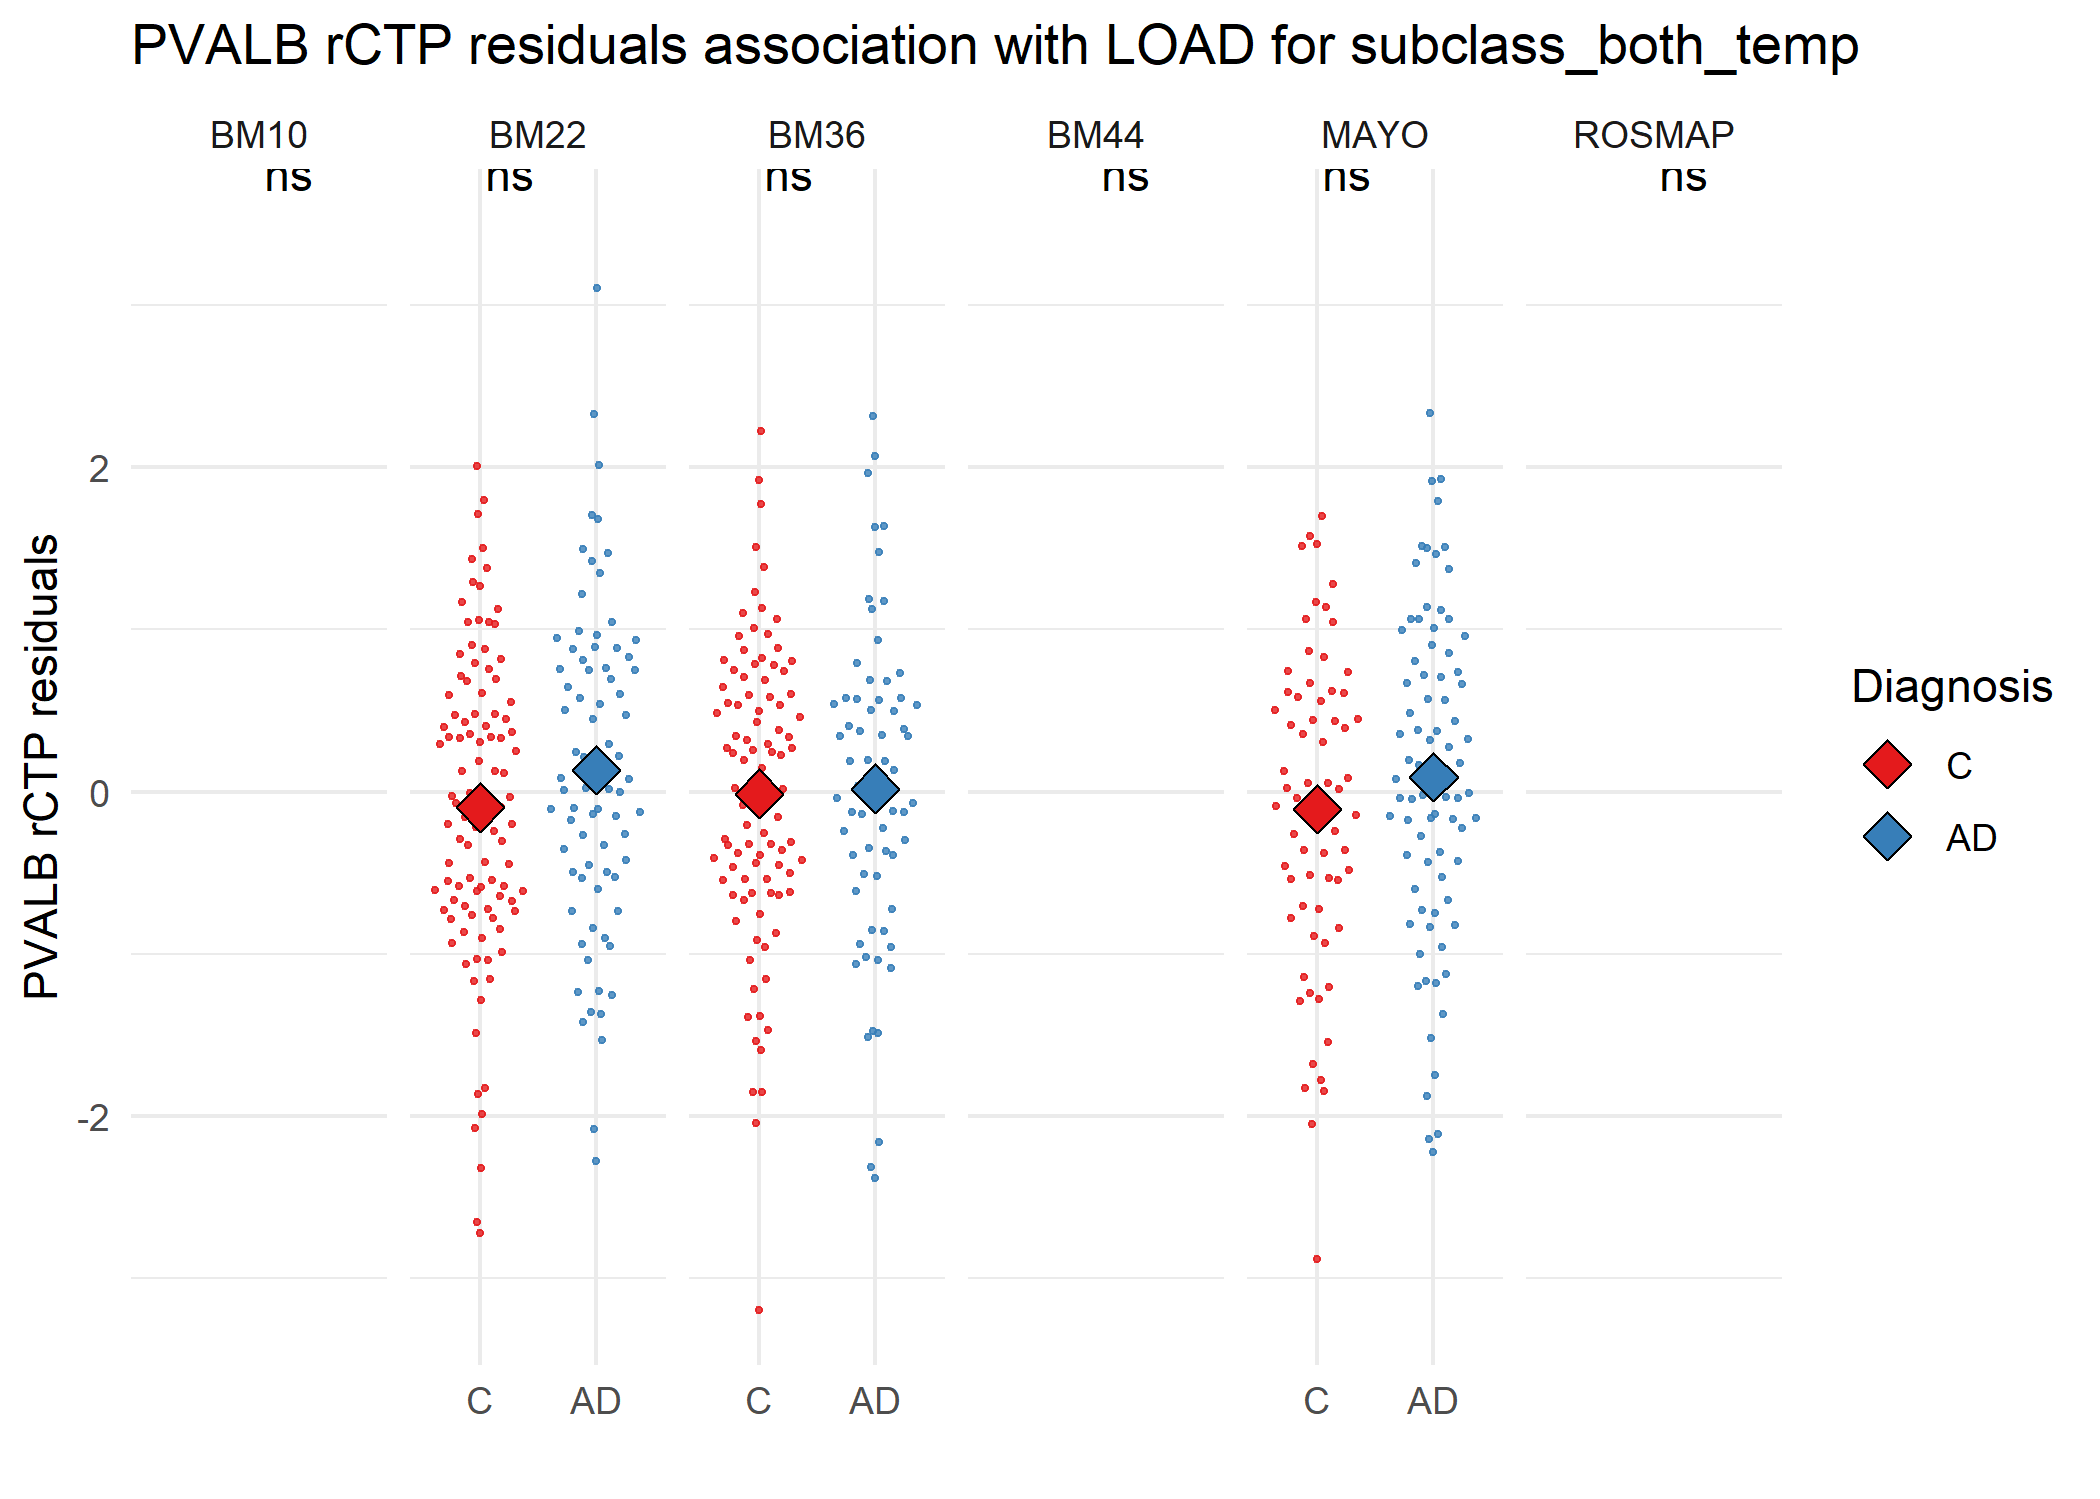 PVALB rCTP residuals association with LOAD for subclass_both_temp
BM10 BM22 BM36 BM44 MAYO ROSMAP
ns ns ns ns ns ns
PVALB rCTP residuals
2
0
-2
C AD C AD C AD
Diagnosis
C
AD